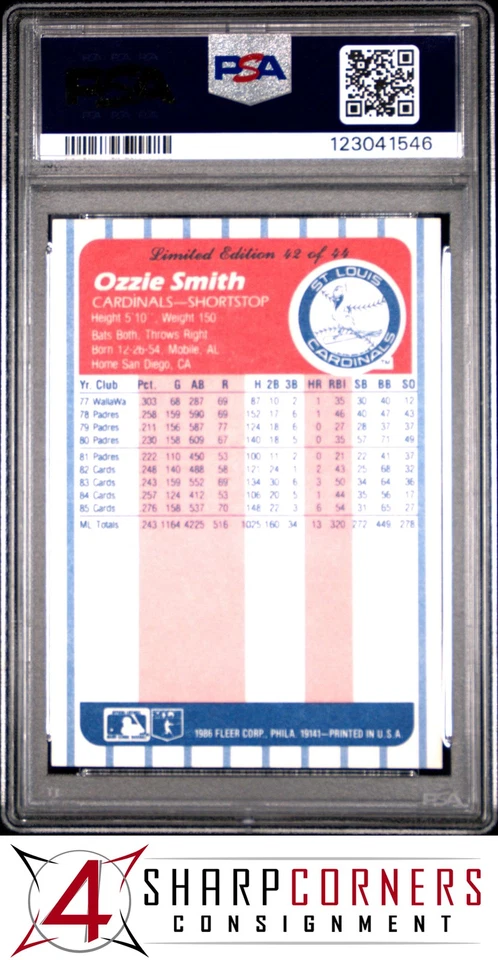 PSA
PSA
123041546
Limited Edition 42 of 44
Ozzie Smith
CARDINALS—SHORTSTOP
Height 5'10" Weight 150
Bats Both, Throws Right
Born 12-26-54 Mobile, AL
Home San Diego, CA
ST LOUIS
CARDINALS
Yr. Club Pct. G AB R H 2B 3B HR RBI SB BB SO
77 WallaWa 303 68 287 69 87 10 2 1 35 30 40 12
78 Padres 258 159 590 69 152 17 6 1 46 40 47 43
79 Padres 211 156 587 77 124 18 6 0 27 28 37 37
80 Padres 230 158 609 67 140 18 5 0 35 57 71 49
81 Padres 222 110 450 53 100 11 2 0 21 22 41 37
82 Cards 248 140 488 58 121 24 1 2 43 25 68 32
83 Cards 243 159 552 69 134 30 6 3 50 34 64 36
84 Cards 257 124 412 53 106 20 5 1 44 35 56 17
85 Cards 276 158 537 70 148 22 3 6 54 31 65 27
ML Totals 243 1164 4225 516 1025 160 34 13 320 272 449 278
1986 FLEER CORP., PHILA. 19141—PRINTED IN U.S.A.
PSA
4 SHARPCORNERS
CONSIGNMENT